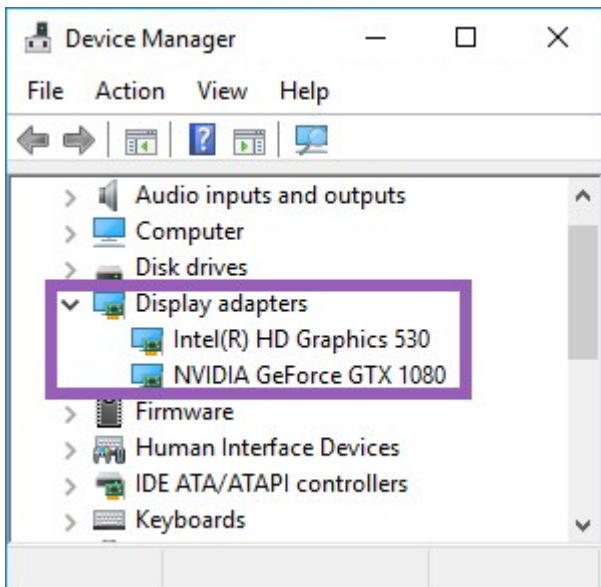 Device Manager
File Action View Help
Audio inputs and outputs
Computer
Disk drives
Display adapters
Intel(R) HD Graphics 530
NVIDIA GeForce GTX 1080
Firmware
Human Interface Devices
IDE ATA/ATAPI controllers
Keyboards